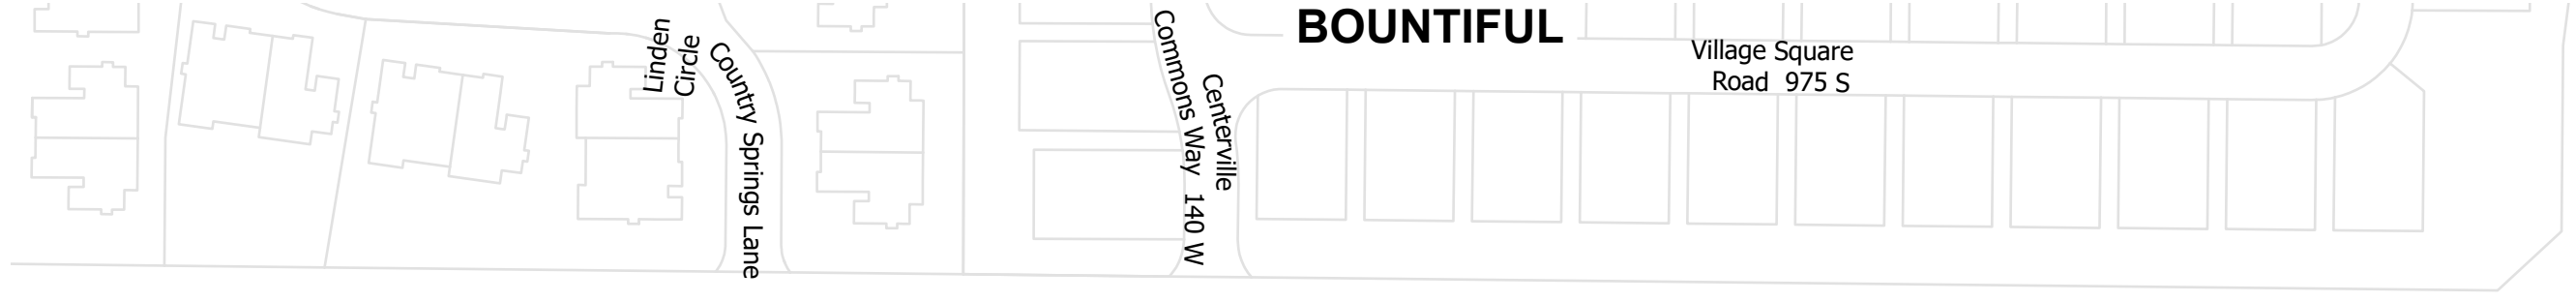 BOUNTIFUL
Linden
Circle
Country Springs Lane
Centerville
Commons Way 140 W
Village Square
Road 975 S